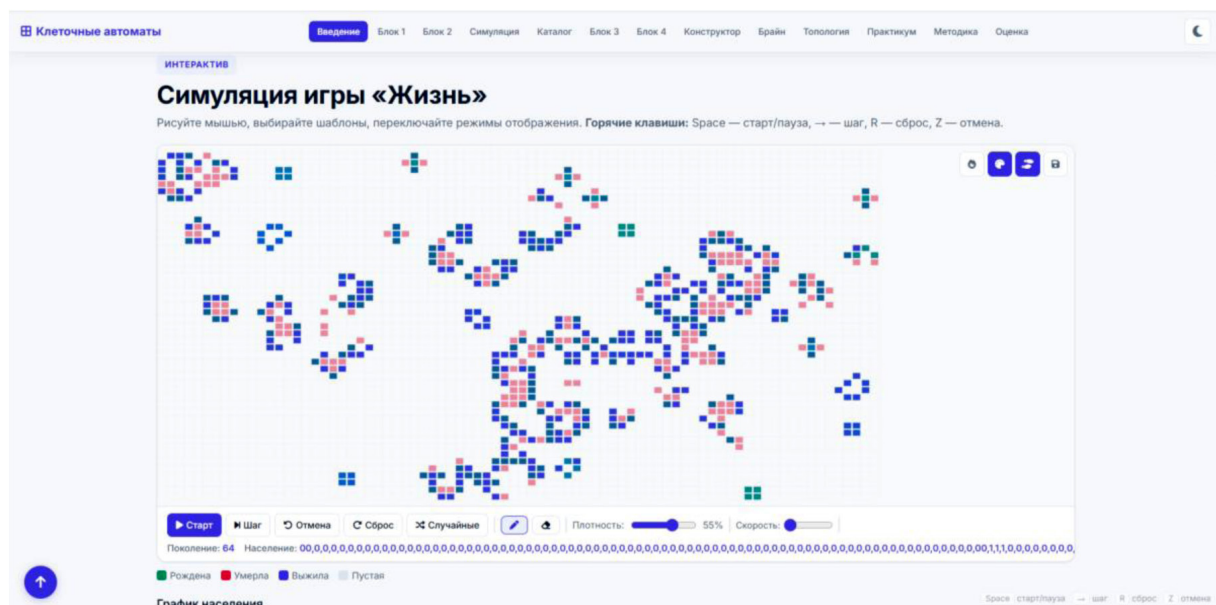 Клеточные автоматы
Введение Блок 1 Блок 2 Симуляция Каталог Блок 3 Блок 4 Конструктор Брайн Топология Практикум Методика Оценка
ИНТЕРАКТИВ
Симуляция игры «Жизнь»
Рисуйте мышью, выбирайте шаблоны, переключайте режимы отображения. Горячие клавиши: Space — старт/пауза, → — шаг, R — сброс, Z — отмена.
Старт Шаг Отмена Сброс Случайные Плотность: 55% Скорость:
Поколение: 64 Население:
Рождена Умерла Выжила Пустая
График населения
Space старт/пауза → шаг R сброс Z отмена